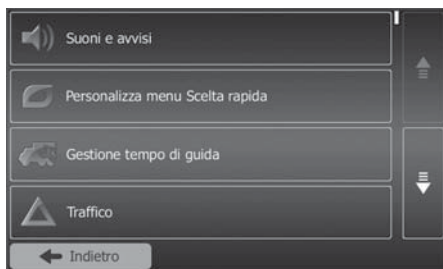 Suoni e avvisi
Personalizza menu Scelta rapida
Gestione tempo di guida
Traffico
Indietro